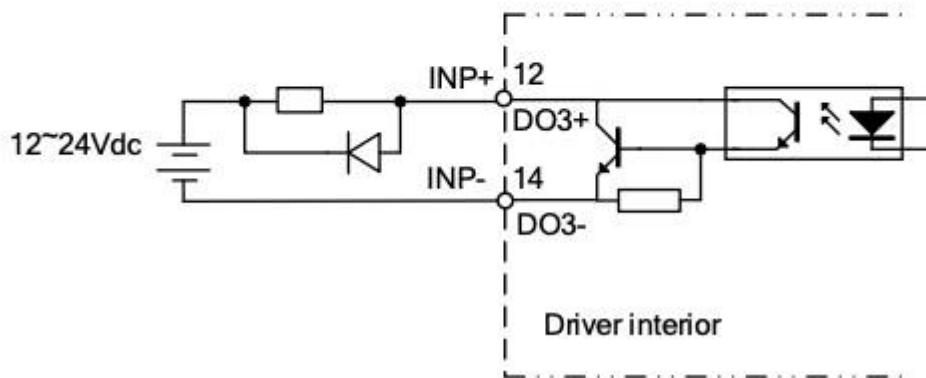 INP+
12
DO3+
12~24Vdc
INP-
14
DO3-
Driver interior